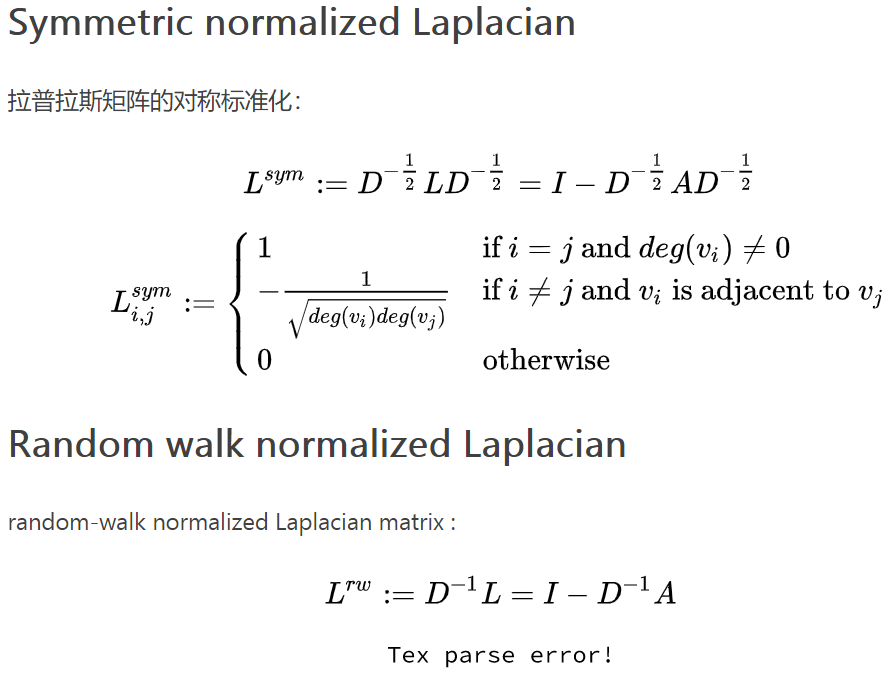 Symmetric normalized Laplacian
拉普拉斯矩阵的对称标准化：
L^{sym} := D^{-\frac{1}{2}} L D^{-\frac{1}{2}} = I - D^{-\frac{1}{2}} A D^{-\frac{1}{2}}
L_{i,j}^{sym} := \begin{cases} 1 & \text{if } i = j \text{ and } deg(v_i) \neq 0 \\ -\frac{1}{\sqrt{deg(v_i)deg(v_j)}} & \text{if } i \neq j \text{ and } v_i \text{ is adjacent to } v_j \\ 0 & \text{otherwise} \end{cases}
Random walk normalized Laplacian
random-walk normalized Laplacian matrix :
L^{rw} := D^{-1} L = I - D^{-1} A
Tex parse error!